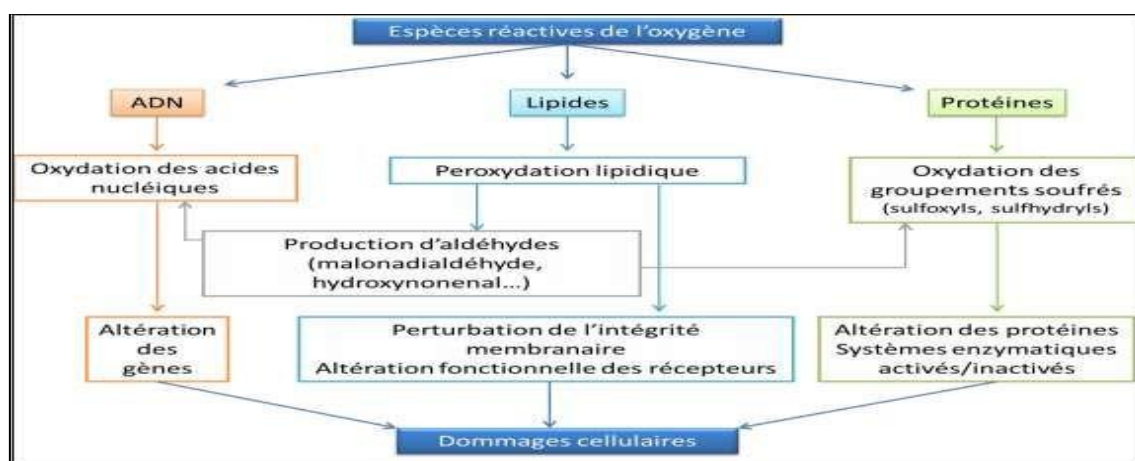 Espèces réactives de l'oxygène
ADN
Lipides
Protéines
Oxydation des acides
nucléiques
Peroxydation lipidique
Oxydation des
groupements soufrés
(sulfoxyls, sulfhydryls)
Production d'aldéhydes
(malonadialdéhyde,
hydroxynonenal...)
Altération
des
gènes
Perturbation de l'intégrité
membranaire
Altération fonctionnelle des récepteurs
Altération des protéines
Systèmes enzymatiques
activés/inactivés
Dommages cellulaires